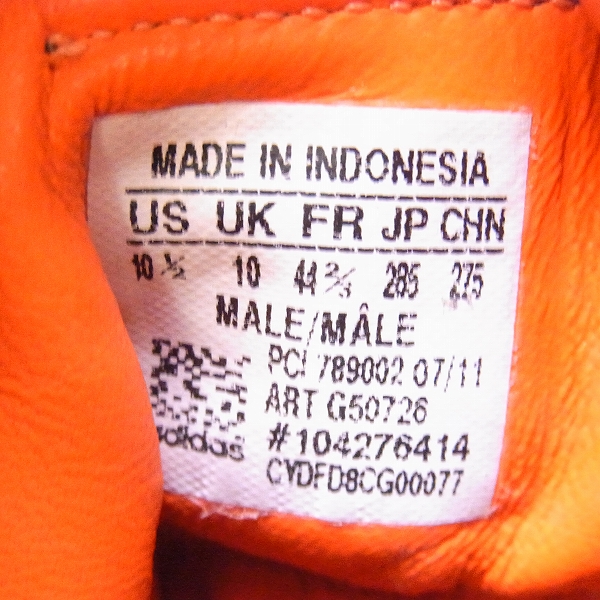 MADE IN INDONESIA
US UK FR JP CHN
10 ½ 10 44 ⅔ 285 275
MALE/MÂLE
PCI 789002 07/11
ART G50726
#104276414
adidas
CYDFD8CG00077